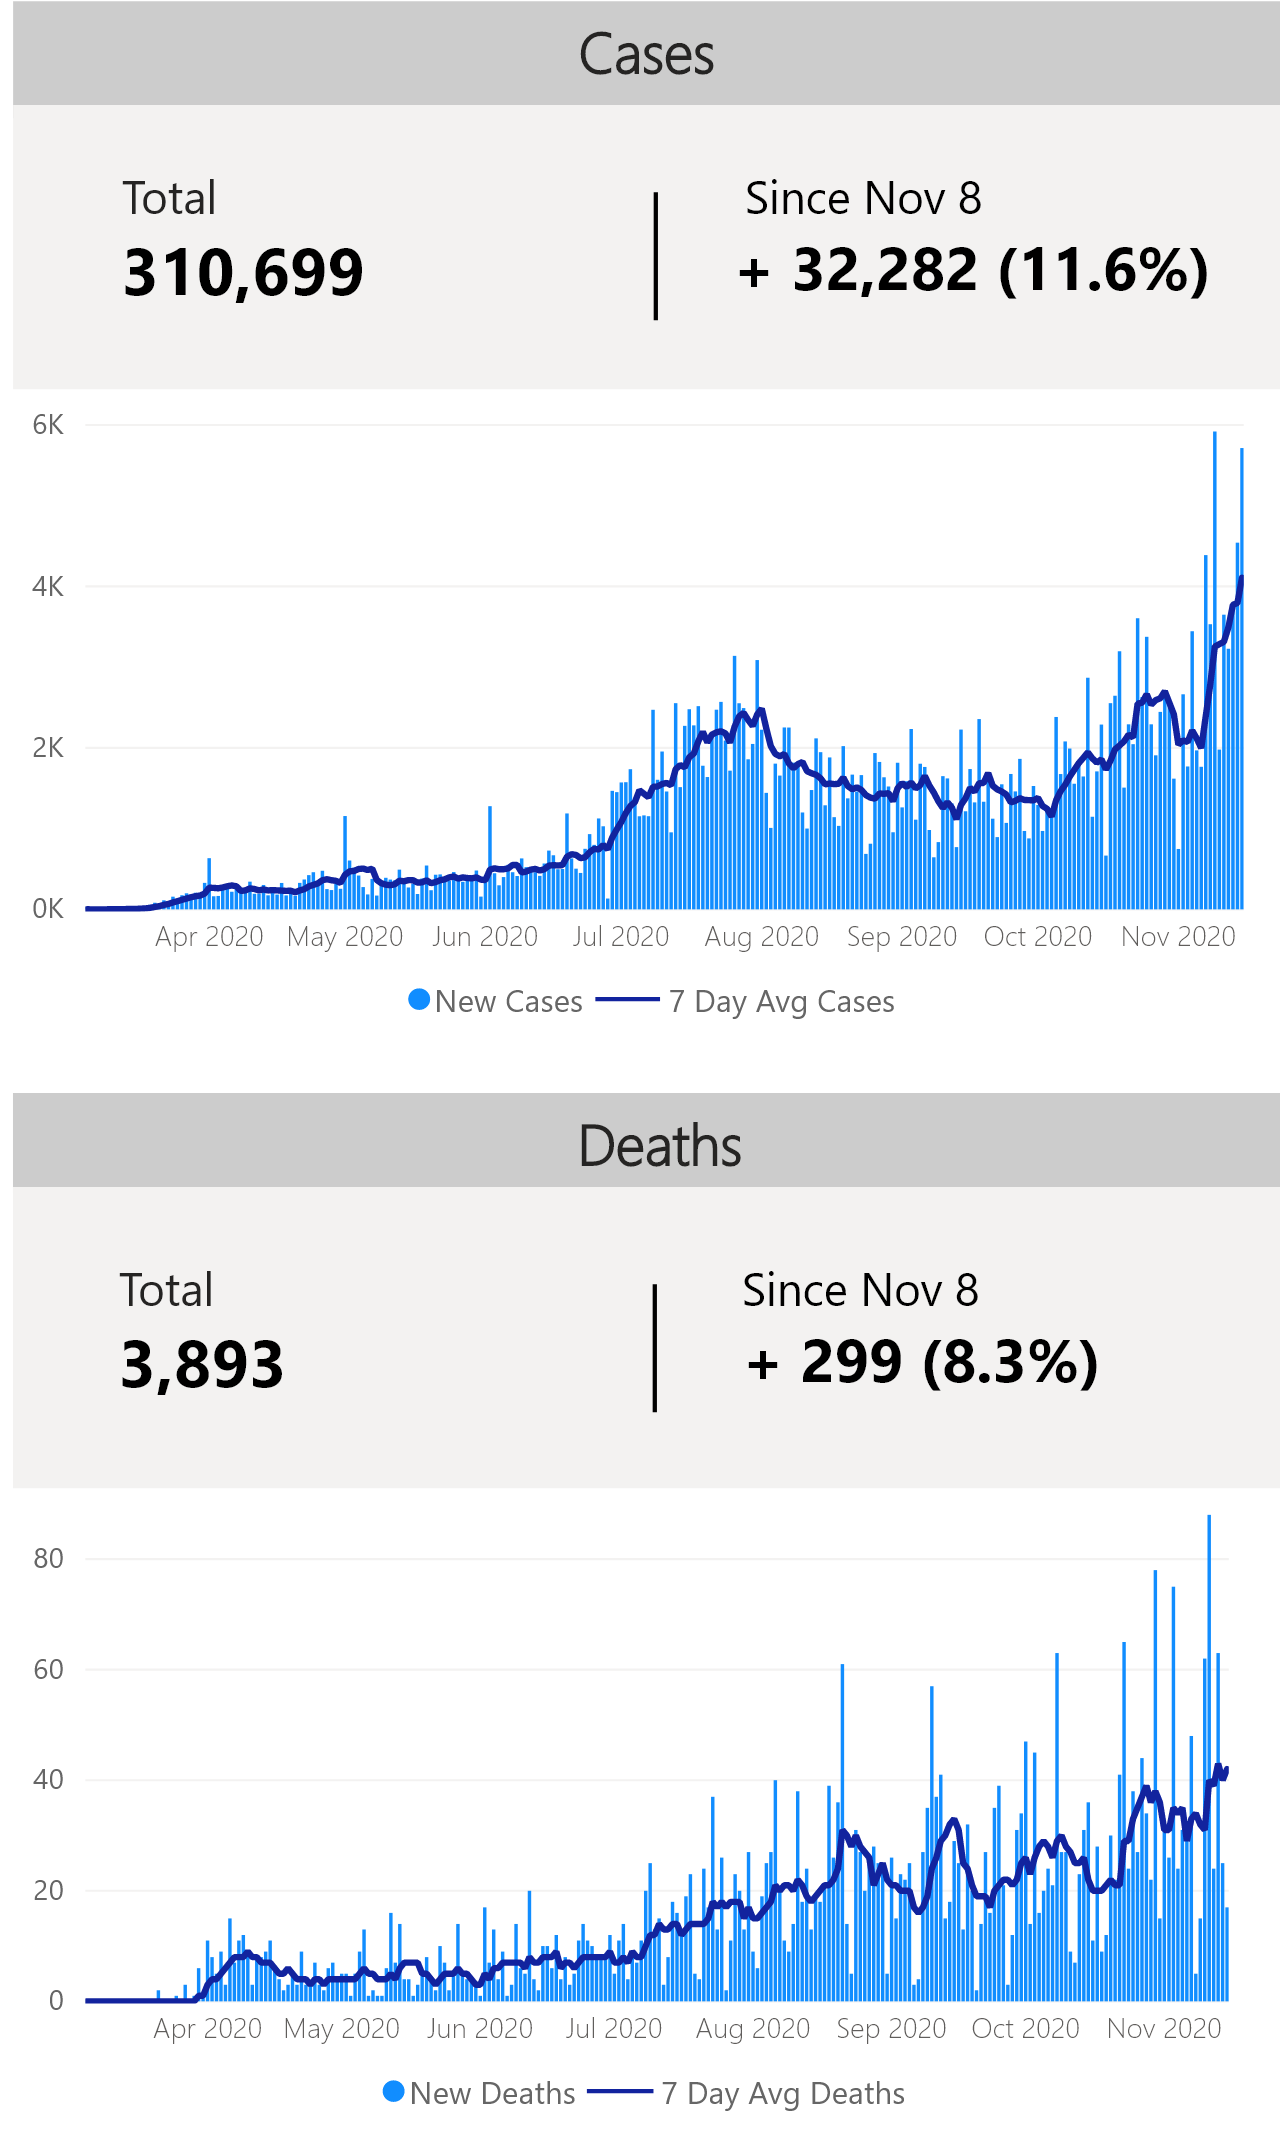 Cases
Total
Since Nov 8
310,699
+ 32,282 (11.6%)
6K
4K
2K
0K
Apr 2020 May 2020 Jun 2020 Jul 2020 Aug 2020 Sep 2020 Oct 2020 Nov 2020
New Cases 7 Day Avg Cases
Deaths
Total
Since Nov 8
3,893
+ 299 (8.3%)
80
60
40
20
0
Apr 2020 May 2020 Jun 2020 Jul 2020 Aug 2020 Sep 2020 Oct 2020 Nov 2020
New Deaths 7 Day Avg Deaths